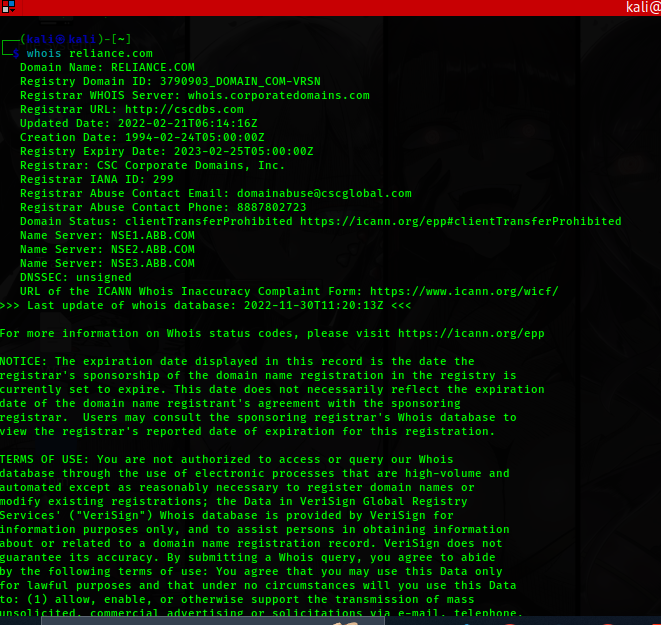 kali@
┌──(kali㉿kali)-[~]
└─$ whois reliance.com
Domain Name: RELIANCE.COM
Registry Domain ID: 3790903_DOMAIN_COM-VRSN
Registrar WHOIS Server: whois.corporatedomains.com
Registrar URL: http://cscdbs.com
Updated Date: 2022-02-21T06:14:16Z
Creation Date: 1994-02-24T05:00:00Z
Registry Expiry Date: 2023-02-25T05:00:00Z
Registrar: CSC Corporate Domains, Inc.
Registrar IANA ID: 299
Registrar Abuse Contact Email: domainabuse@cscglobal.com
Registrar Abuse Contact Phone: 8887802723
Domain Status: clientTransferProhibited https://icann.org/epp#clientTransferProhibited
Name Server: NSE1.ABB.COM
Name Server: NSE2.ABB.COM
Name Server: NSE3.ABB.COM
DNSSEC: unsigned
URL of the ICANN Whois Inaccuracy Complaint Form: https://www.icann.org/wicf/
>>> Last update of whois database: 2022-11-30T11:20:13Z <<<
For more information on Whois status codes, please visit https://icann.org/epp
NOTICE: The expiration date displayed in this record is the date the
registrar's sponsorship of the domain name registration in the registry is
currently set to expire. This date does not necessarily reflect the expiration
date of the domain name registrant's agreement with the sponsoring
registrar.  Users may consult the sponsoring registrar's Whois database to
view the registrar's reported date of expiration for this registration.
TERMS OF USE: You are not authorized to access or query our Whois
database through the use of electronic processes that are high-volume and
automated except as reasonably necessary to register domain names or
modify existing registrations; the Data in VeriSign Global Registry
Services' ("VeriSign") Whois database is provided by VeriSign for
information purposes only, and to assist persons in obtaining information
about or related to a domain name registration record. VeriSign does not
guarantee its accuracy. By submitting a Whois query, you agree to abide
by the following terms of use: You agree that you may use this Data only
for lawful purposes and that under no circumstances will you use this Data
to: (1) allow, enable, or otherwise support the transmission of mass
unsolicited, commercial advertising or solicitations via e-mail, telephone,